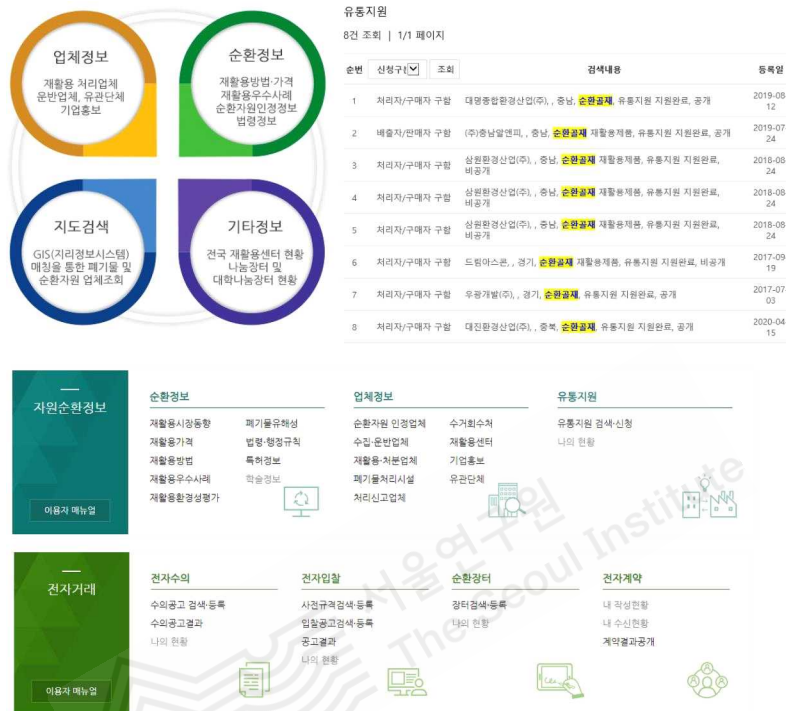 업체정보
재활용 처리업체
운반업체, 유관단체
기업홍보
순환정보
재활용방법·가격
재활용우수사례
순환자원인정정보
법령정보
지도검색
GIS(지리정보시스템)
매칭을 통한 폐기물 및
순환자원 업체조회
기타정보
전국 재활용센터 현황
나눔장터 및
대학나눔장터 현황
유통지원
8건 조회 | 1/1 페이지
순번 신청구분 조회 검색내용 등록일
1 처리자/구매자 구함 대명종합환경산업(주), , 충남, 순환골재, 유통지원 지원완료, 공개 2019-08-12
2 배출자/판매자 구함 (주)충남알앤피, , 충남, 순환골재 재활용제품, 유통지원 지원완료, 공개 2019-07-24
3 처리자/구매자 구함 삼원환경산업(주), , 충남, 순환골재 재활용제품, 유통지원 지원완료, 비공개 2018-08-24
4 처리자/구매자 구함 삼원환경산업(주), , 충남, 순환골재 재활용제품, 유통지원 지원완료, 비공개 2018-08-24
5 처리자/구매자 구함 삼원환경산업(주), , 충남, 순환골재 재활용제품, 유통지원 지원완료, 비공개 2018-08-24
6 처리자/구매자 구함 드림아스콘, , 경기, 순환골재 재활용제품, 유통지원 지원완료, 비공개 2017-09-19
7 처리자/구매자 구함 우광개발(주), , 경기, 순환골재, 유통지원 지원완료, 공개 2017-07-03
8 처리자/구매자 구함 대진환경산업(주), , 충북, 순환골재, 유통지원 지원완료, 공개 2020-04-15
자원순환정보
이용자 매뉴얼
순환정보
재활용시장동향 폐기물유해성
재활용가격 법령·행정규칙
재활용방법 특허정보
재활용우수사례 학술정보
재활용환경성평가
업체정보
순환자원 인정업체 수거회수처
수집·운반업체 재활용센터
재활용·처분업체 기업홍보
폐기물처리시설 유관단체
처리신고업체
유통지원
유통지원 검색·신청
나의 현황
전자거래
이용자 매뉴얼
전자수의
수의공고 검색·등록
수의공고결과
나의 현황
전자입찰
사전규격검색·등록
입찰공고검색·등록
공고결과
나의 현황
순환장터
장터검색·등록
나의 현황
전자계약
내 작성현황
내 수신현황
계약결과공개
서울연구원
The Seoul Institute